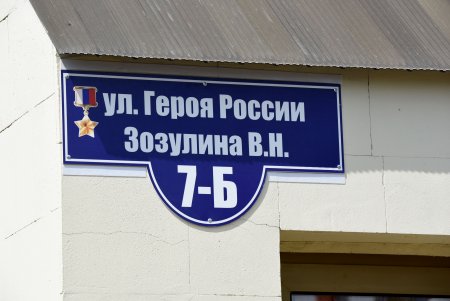 ул. Героя России
Зозулина В.Н.
7-Б